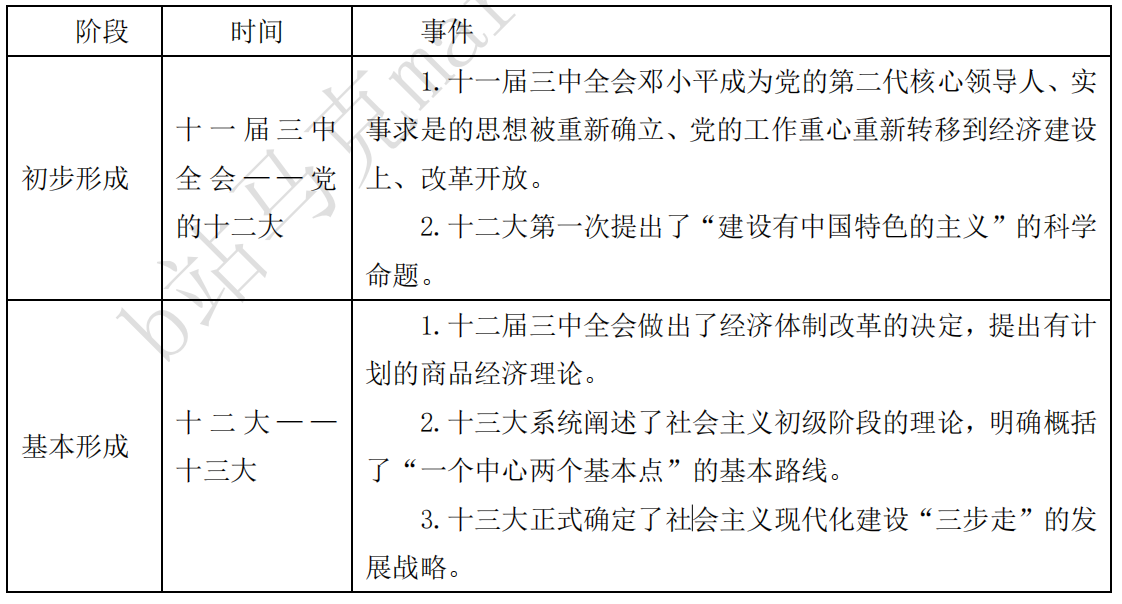 阶段 时间 事件
初步形成
十一届三中
全会——党
的十二大
1.十一届三中全会邓小平成为党的第二代核心领导人、实
事求是的思想被重新确立、党的工作重心重新转移到经济建设
上、改革开放。
2.十二大第一次提出了“建设有中国特色的主义”的科学
命题。
基本形成
十二大——
十三大
1.十二届三中全会做出了经济体制改革的决定，提出有计
划的商品经济理论。
2.十三大系统阐述了社会主义初级阶段的理论，明确概括
了“一个中心两个基本点”的基本路线。
3.十三大正式确定了社会主义现代化建设“三步走”的发
展战略。
b站马克mar